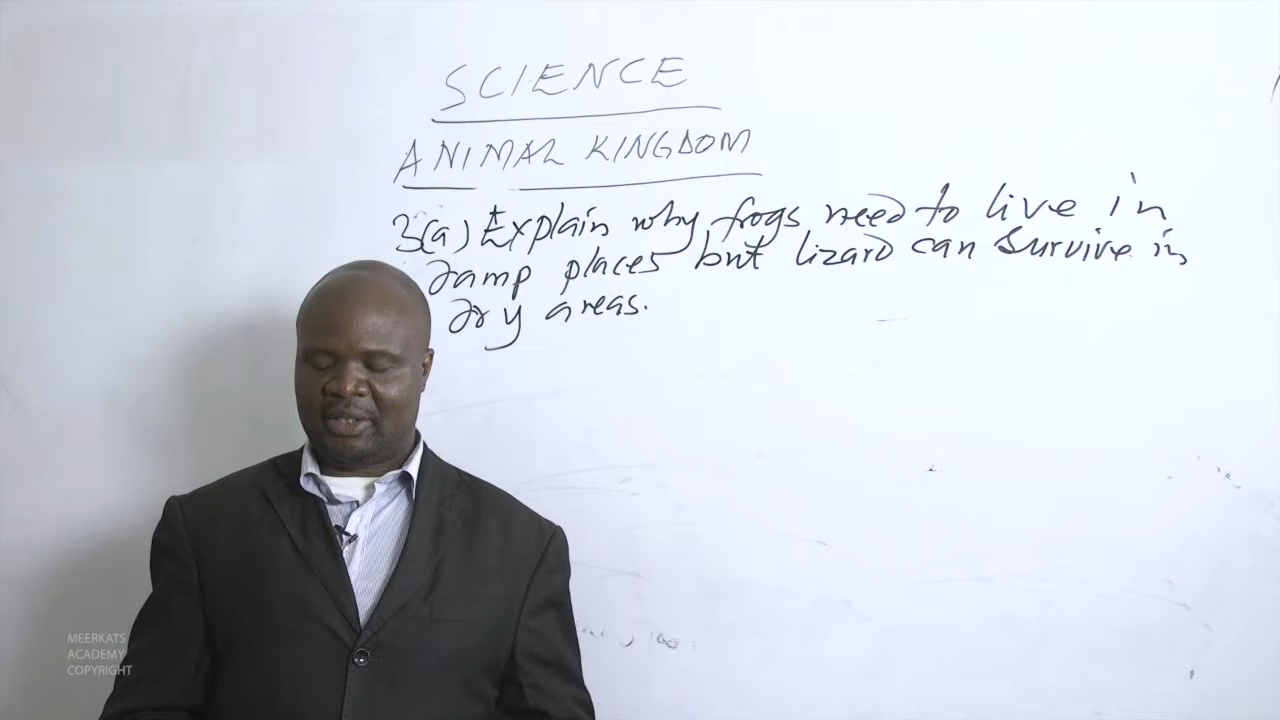 SCIENCE
ANIMAL KINGDOM
3(a) Explain why frogs need to live in
damp places but lizard can survive in
dry areas.
MEERKATS
ACADEMY
COPYRIGHT